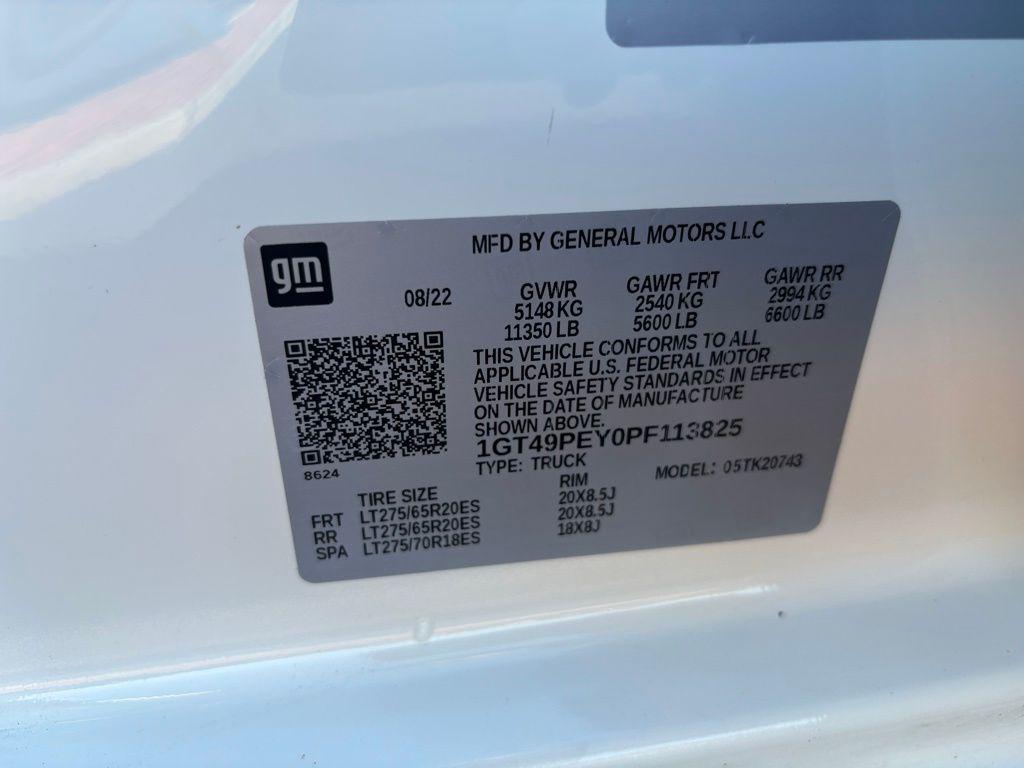 gm
MFD BY GENERAL MOTORS LLC
08/22
GVWR
5148 KG
11350 LB
GAWR FRT
2540 KG
5600 LB
GAWR RR
2994 KG
6600 LB
THIS VEHICLE CONFORMS TO ALL
APPLICABLE U.S. FEDERAL MOTOR
VEHICLE SAFETY STANDARDS IN EFFECT
ON THE DATE OF MANUFACTURE
SHOWN ABOVE.
1GT49PEY0PF113825
TYPE: TRUCK
MODEL: 05TK20743
8624
TIRE SIZE RIM
FRT LT275/65R20ES 20X8.5J
RR LT275/65R20ES 20X8.5J
SPA LT275/70R18ES 18X8J